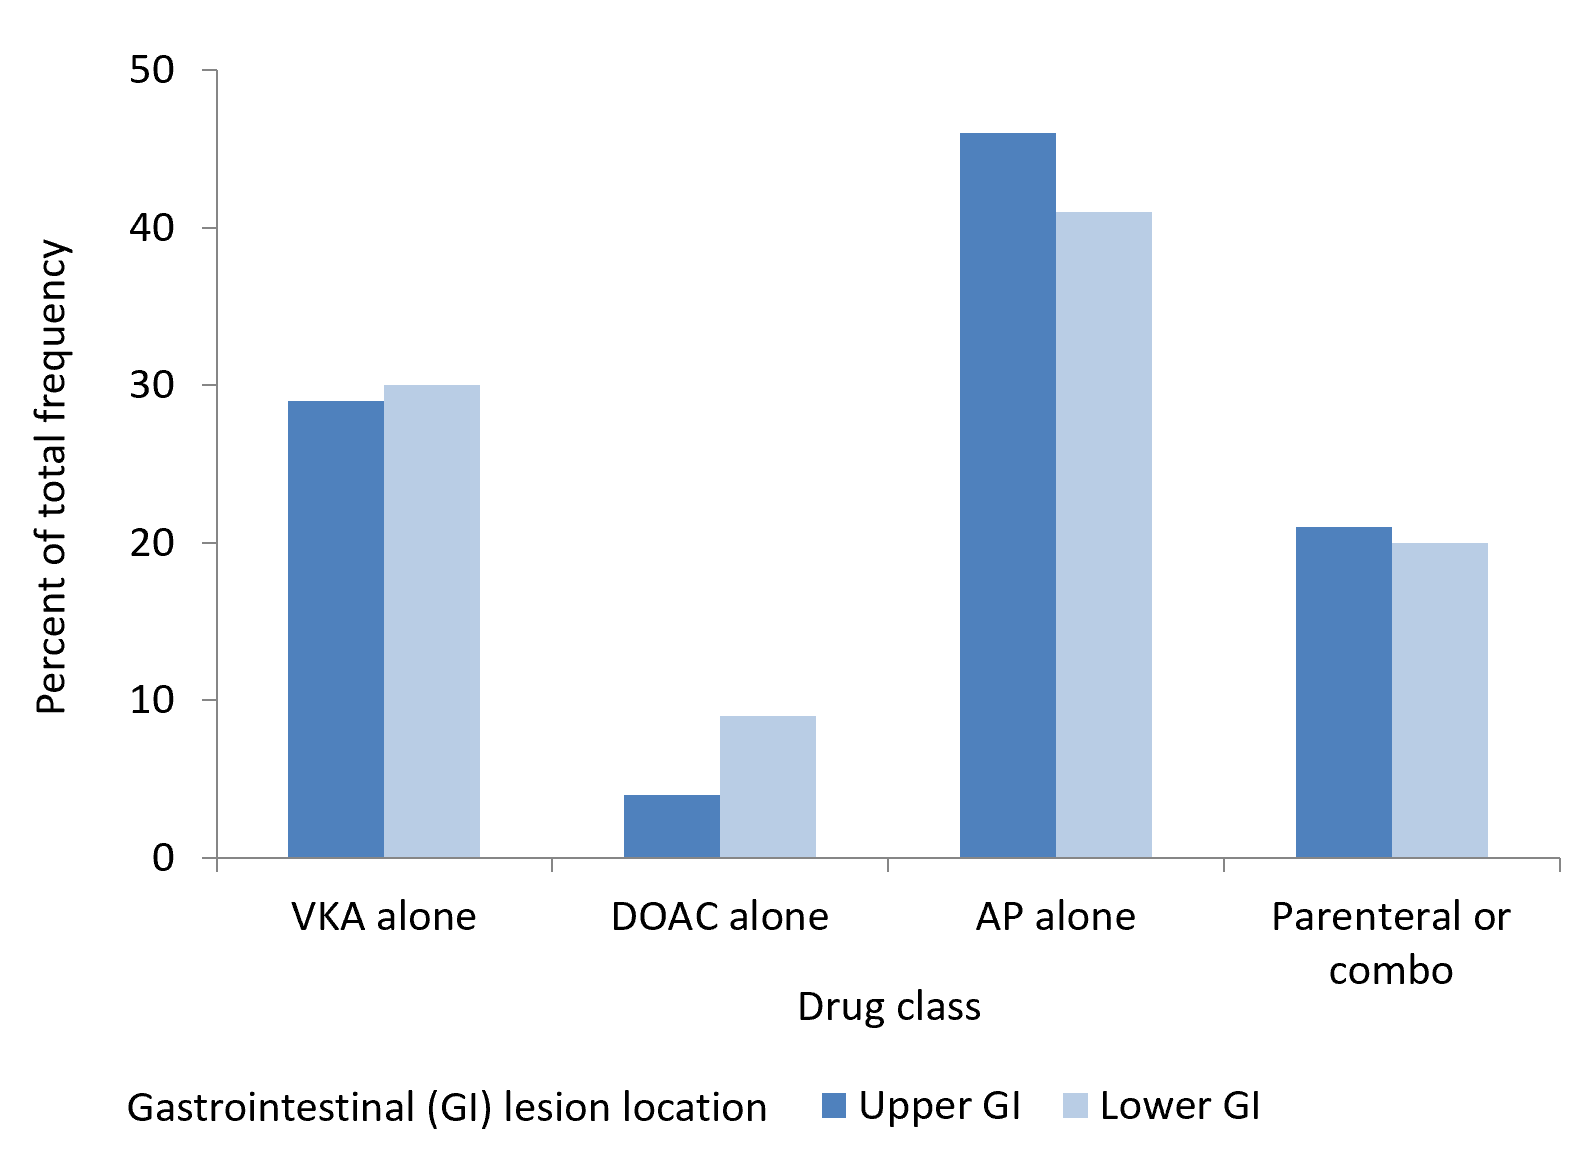 50
40
30
20
10
0
Percent of total frequency
VKA alone
DOAC alone
AP alone
Parenteral or
combo
Drug class
Gastrointestinal (GI) lesion location
Upper GI
Lower GI